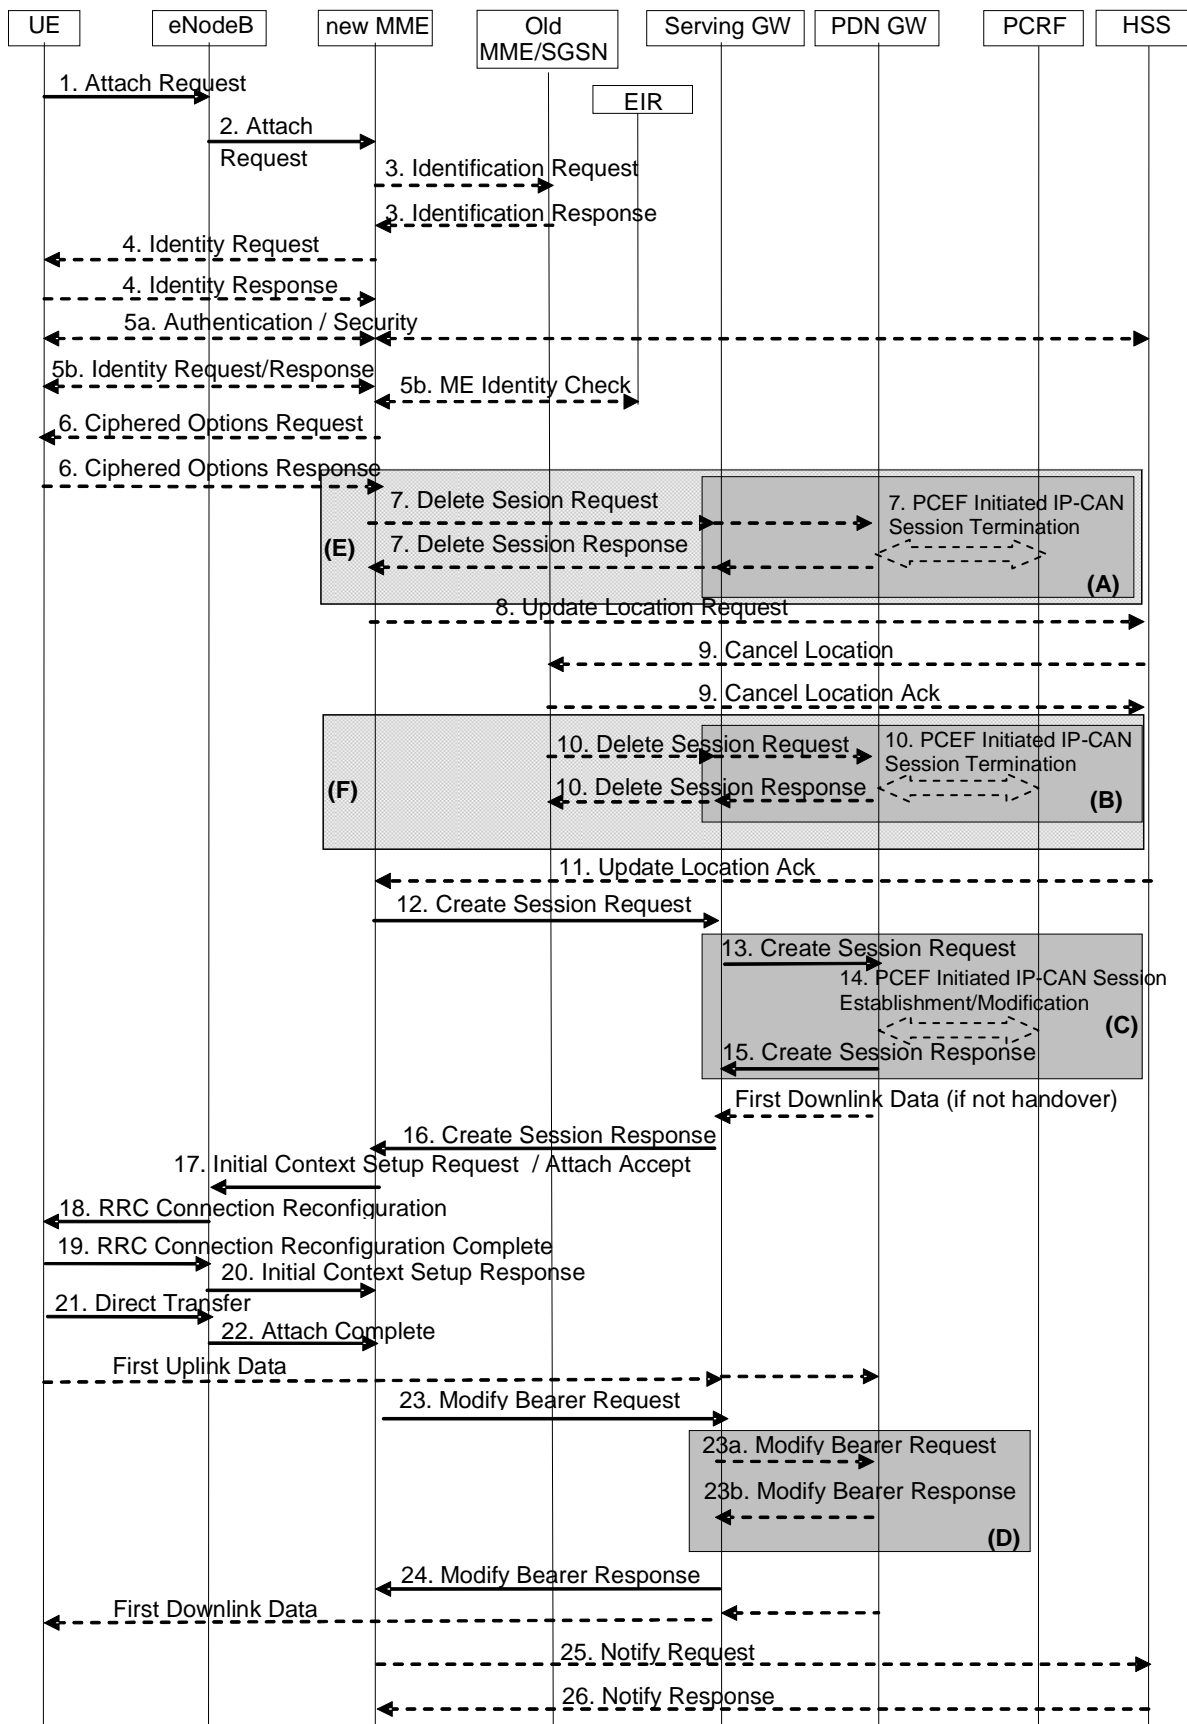 UE
eNodeB
new MME
Old
MME/SGSN
Serving GW
PDN GW
PCRF
HSS
EIR
1. Attach Request
2. Attach
Request
3. Identification Request
3. Identification Response
4. Identity Request
4. Identity Response
5a. Authentication / Security
5b. Identity Request/Response
5b. ME Identity Check
6. Ciphered Options Request
6. Ciphered Options Response
7. Delete Sesion Request
7. PCEF Initiated IP-CAN
Session Termination
7. Delete Session Response
(E)
(A)
8. Update Location Request
9. Cancel Location
9. Cancel Location Ack
10. Delete Session Request
10. PCEF Initiated IP-CAN
Session Termination
10. Delete Session Response
(F)
(B)
11. Update Location Ack
12. Create Session Request
13. Create Session Request
14. PCEF Initiated IP-CAN Session
Establishment/Modification
(C)
15. Create Session Response
First Downlink Data (if not handover)
16. Create Session Response
17. Initial Context Setup Request / Attach Accept
18. RRC Connection Reconfiguration
19. RRC Connection Reconfiguration Complete
20. Initial Context Setup Response
21. Direct Transfer
22. Attach Complete
First Uplink Data
23. Modify Bearer Request
23a. Modify Bearer Request
23b. Modify Bearer Response
(D)
24. Modify Bearer Response
First Downlink Data
25. Notify Request
26. Notify Response